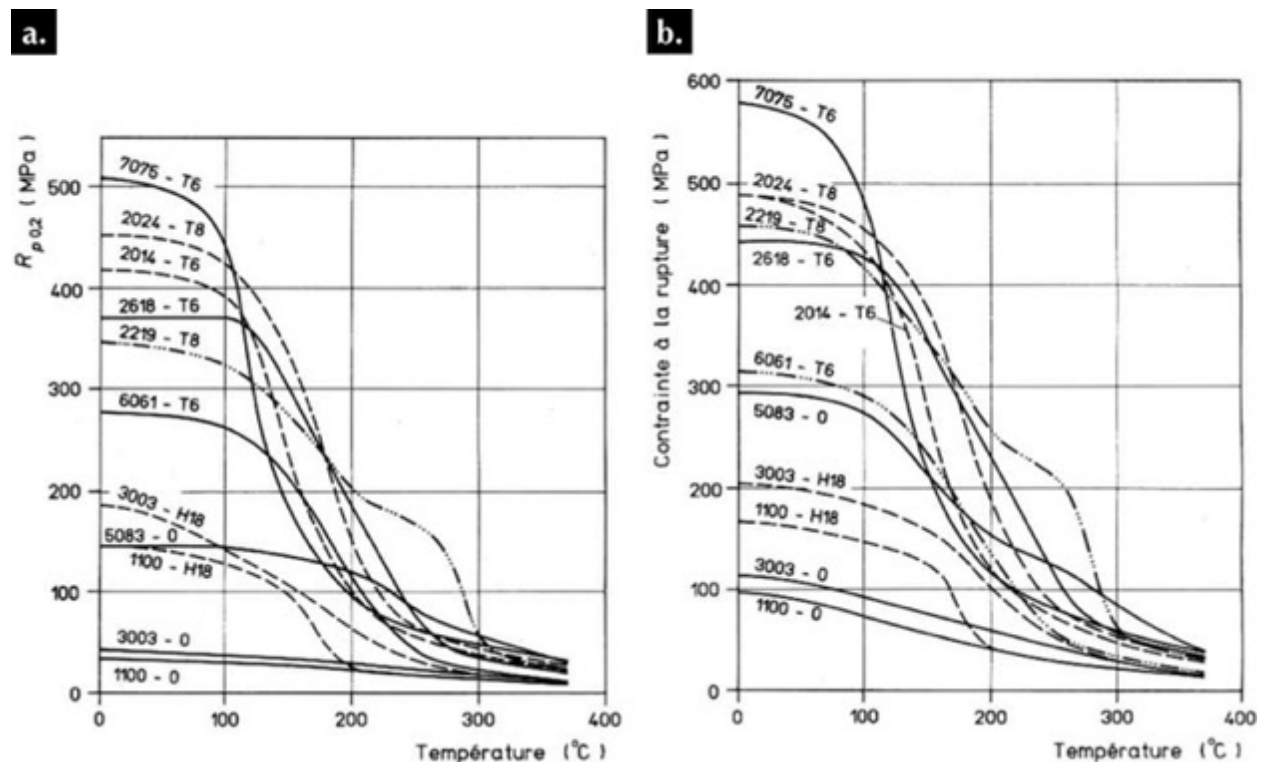 a.
R p 0,2 (MPa)
500
400
300
200
100
0
7075 - T6
2024 - T8
2014 - T6
2618 - T6
2219 - T8
6061 - T6
3003 - H18
5083 - 0
1100 - H18
3003 - 0
1100 - 0
0 100 200 300 400
Température (°C)
b.
Contrainte à la rupture (MPa)
600
500
400
300
200
100
0
7075 - T6
2024 - T8
2219 - T8
2618 - T6
2014 - T6
6061 - T6
5083 - 0
3003 - H18
1100 - H18
3003 - 0
1100 - 0
0 100 200 300 400
Température (°C)